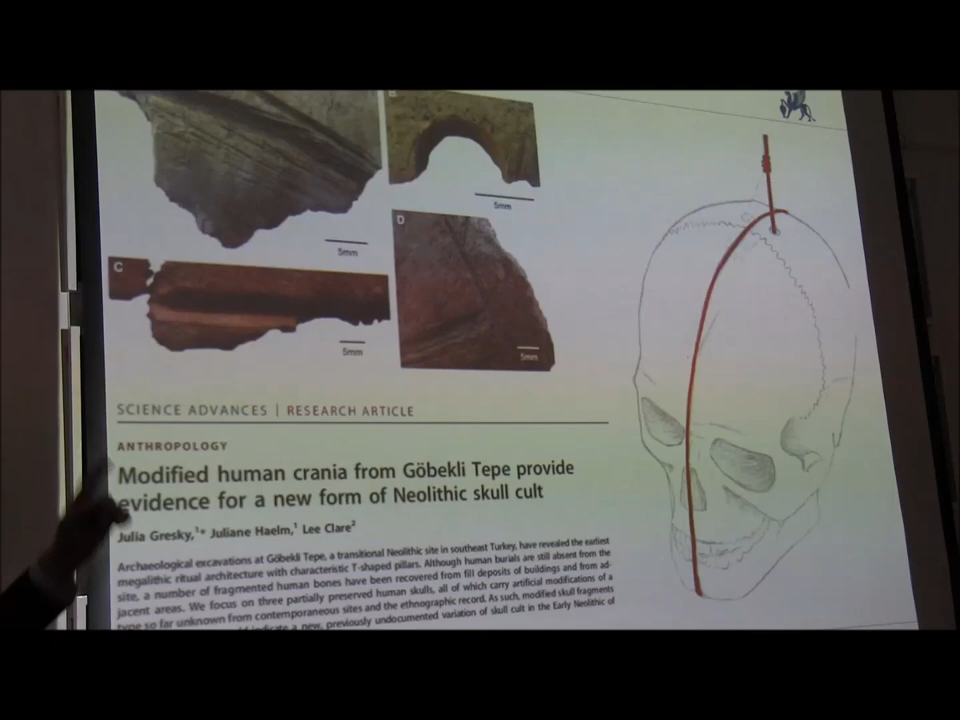 5mm
5mm
D
C
5mm
5mm
SCIENCE ADVANCES | RESEARCH ARTICLE
ANTHROPOLOGY
Modified human crania from Göbekli Tepe provide
evidence for a new form of Neolithic skull cult
Julia Gresky,¹* Juliane Haelm,¹ Lee Clare²
Archaeological excavations at Göbekli Tepe, a transitional Neolithic site in southeast Turkey, have revealed the earliest
megalithic ritual architecture with characteristic T-shaped pillars. Although human burials are still absent from the
site, a number of fragmented human bones have been recovered from fill deposits of buildings and from ad-
jacent areas. We focus on three partially preserved human skulls, all of which carry artificial modifications of a
type so far unknown from contemporaneous sites and the ethnographic record. As such, modified skull fragments
indicate a new, previously undocumented variation of skull cult in the Early Neolithic of